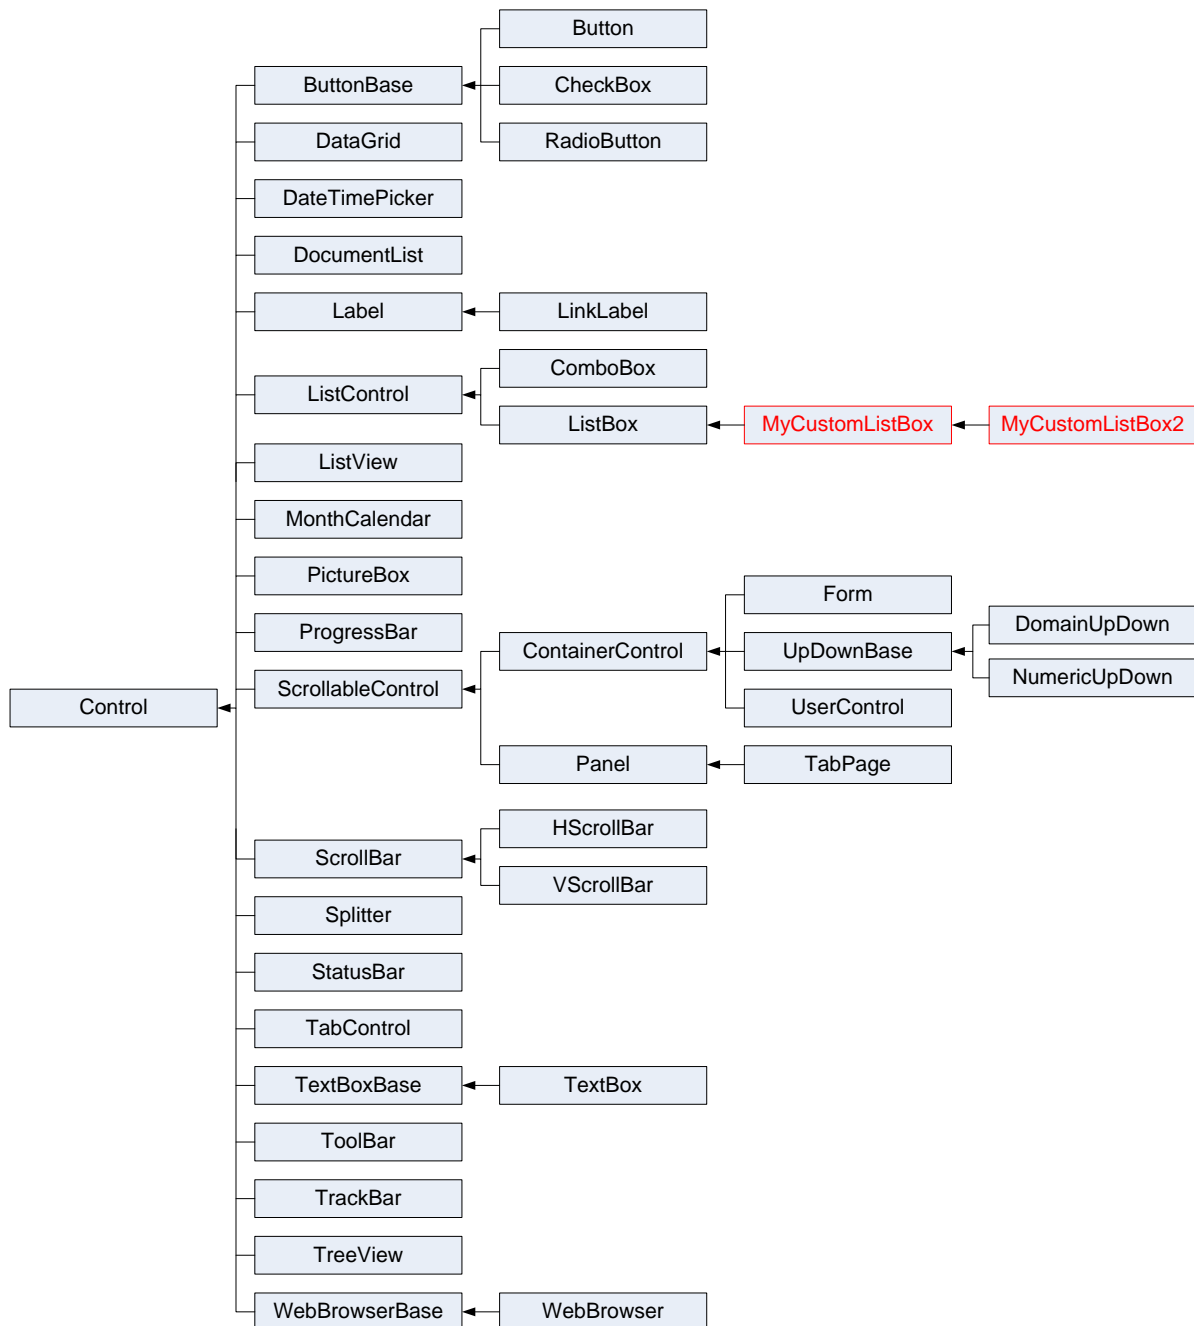 Button
ButtonBase
CheckBox
DataGrid
RadioButton
DateTimePicker
DocumentList
Label
LinkLabel
ComboBox
ListControl
ListBox
MyCustomListBox
MyCustomListBox2
ListView
MonthCalendar
PictureBox
Form
ProgressBar
ContainerControl
UpDownBase
DomainUpDown
NumericUpDown
ScrollableControl
Control
UserControl
Panel
TabPage
HScrollBar
ScrollBar
VScrollBar
Splitter
StatusBar
TabControl
TextBoxBase
TextBox
ToolBar
TrackBar
TreeView
WebBrowserBase
WebBrowser